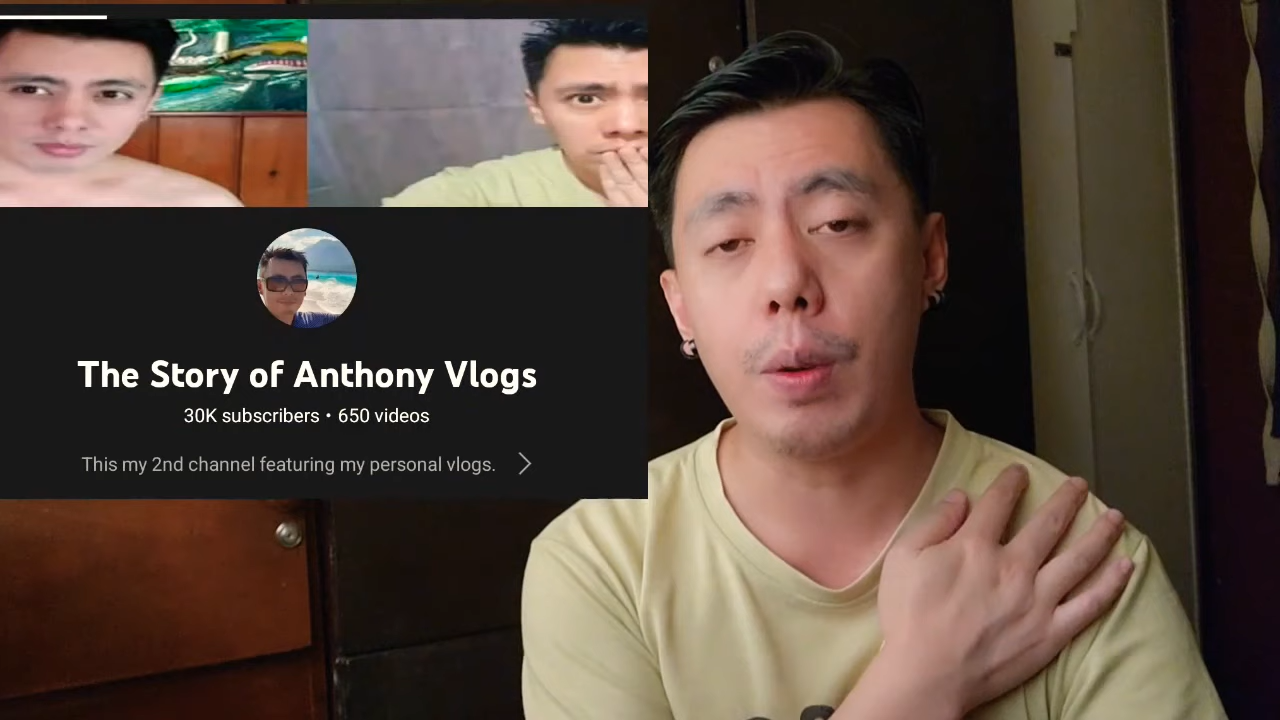 The Story of Anthony Vlogs
30K subscribers • 650 videos
This my 2nd channel featuring my personal vlogs.